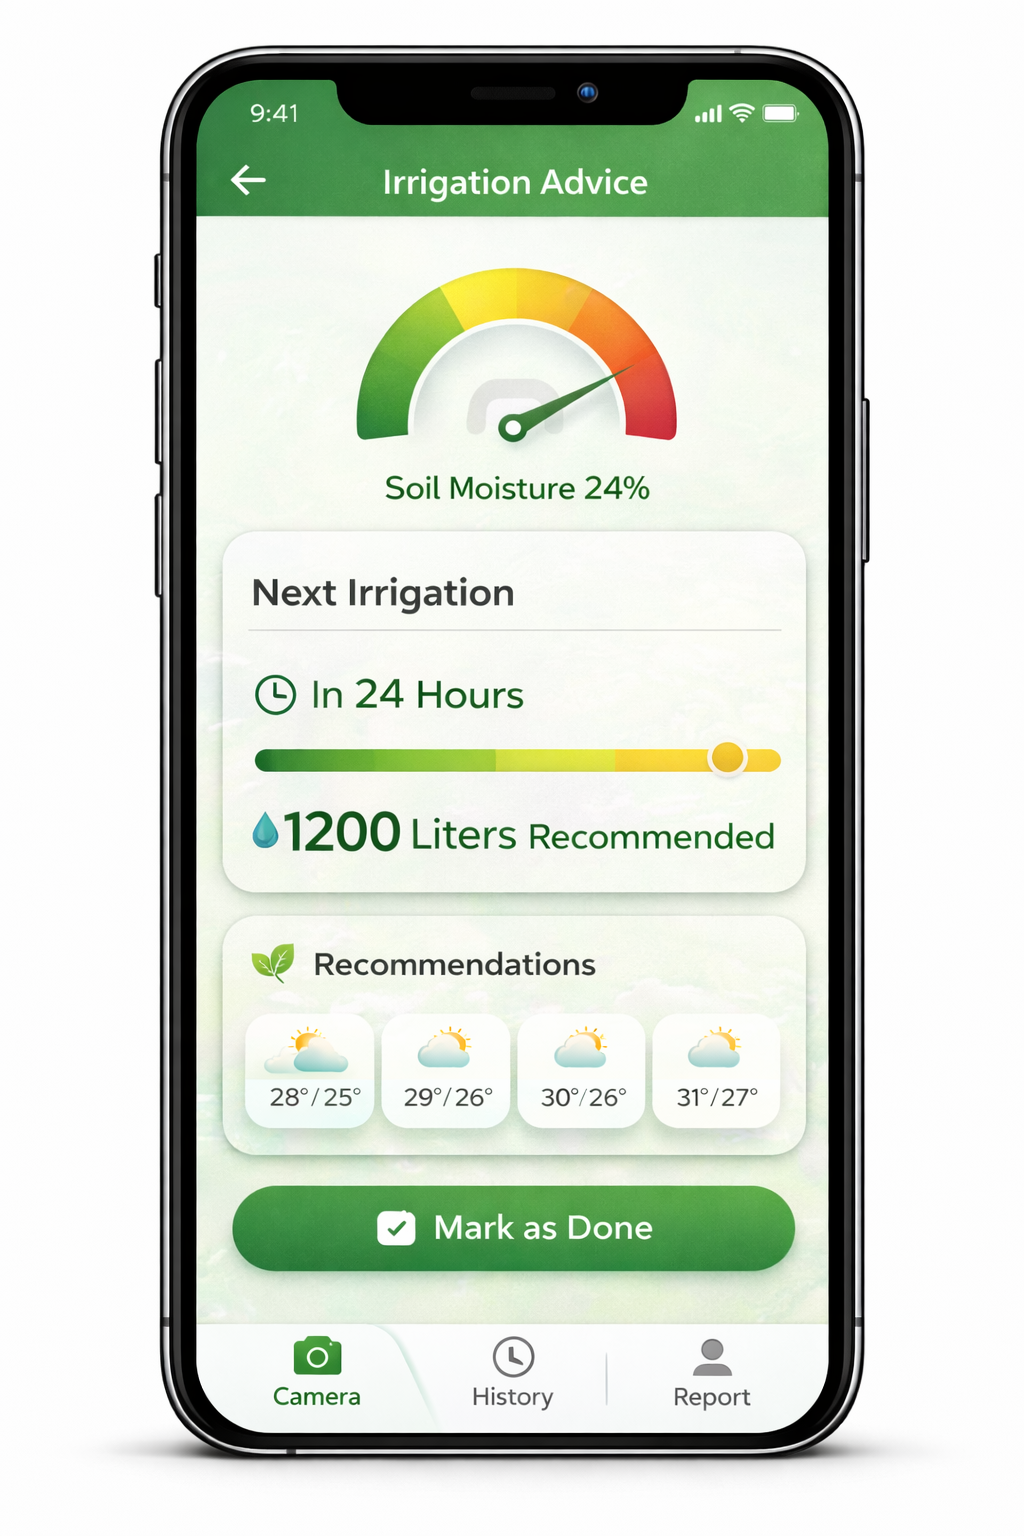 9:41
Irrigation Advice
Soil Moisture 24%
Next Irrigation
In 24 Hours
1200 Liters Recommended
Recommendations
28°/25° 29°/26° 30°/26° 31°/27°
Mark as Done
Camera History Report